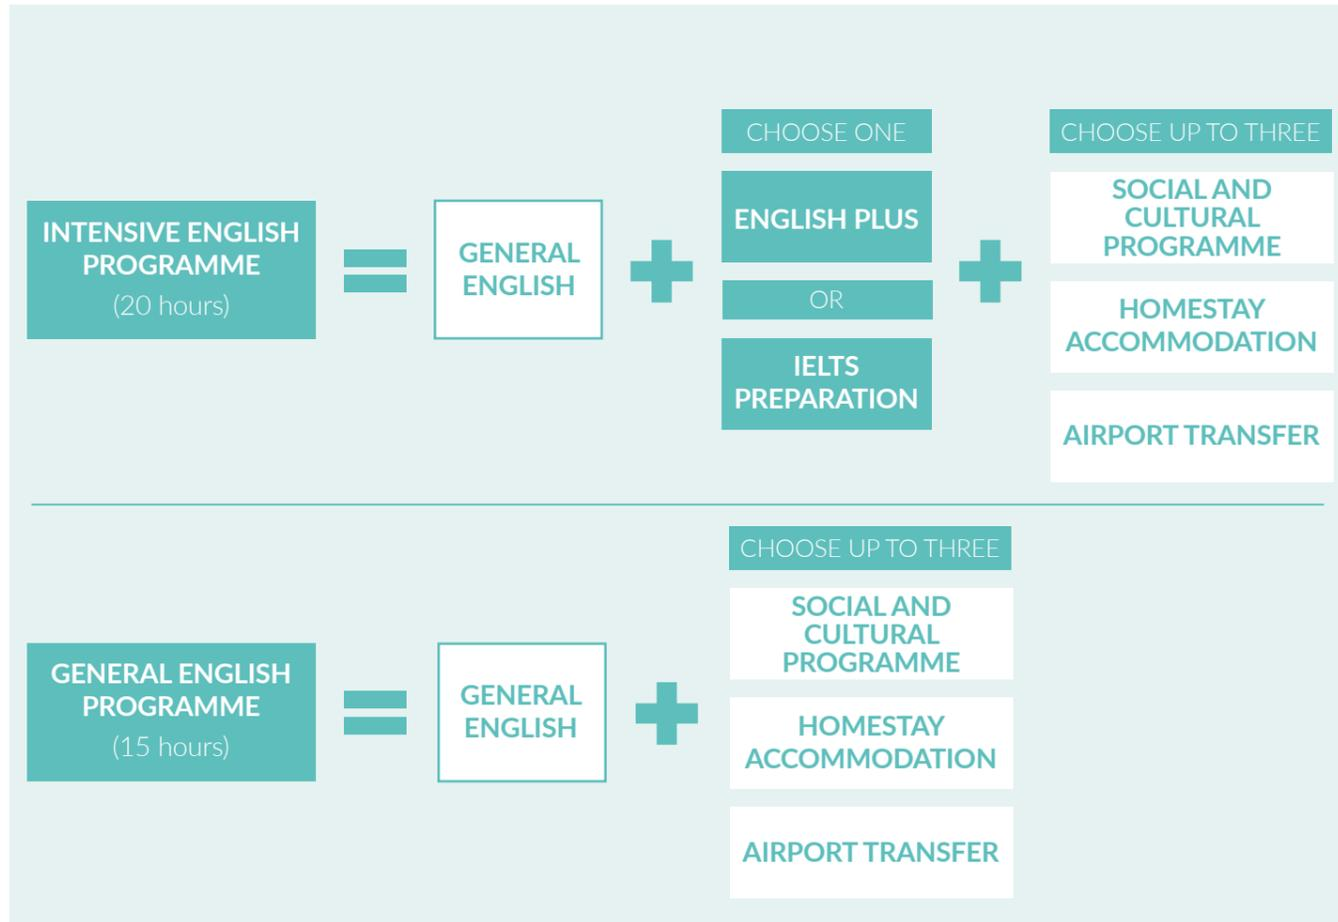 INTENSIVE ENGLISH
PROGRAMME
(20 hours)
GENERAL
ENGLISH
CHOOSE ONE
ENGLISH PLUS
OR
IELTS
PREPARATION
CHOOSE UP TO THREE
SOCIAL AND
CULTURAL
PROGRAMME
HOMESTAY
ACCOMMODATION
AIRPORT TRANSFER
GENERAL ENGLISH
PROGRAMME
(15 hours)
GENERAL
ENGLISH
CHOOSE UP TO THREE
SOCIAL AND
CULTURAL
PROGRAMME
HOMESTAY
ACCOMMODATION
AIRPORT TRANSFER